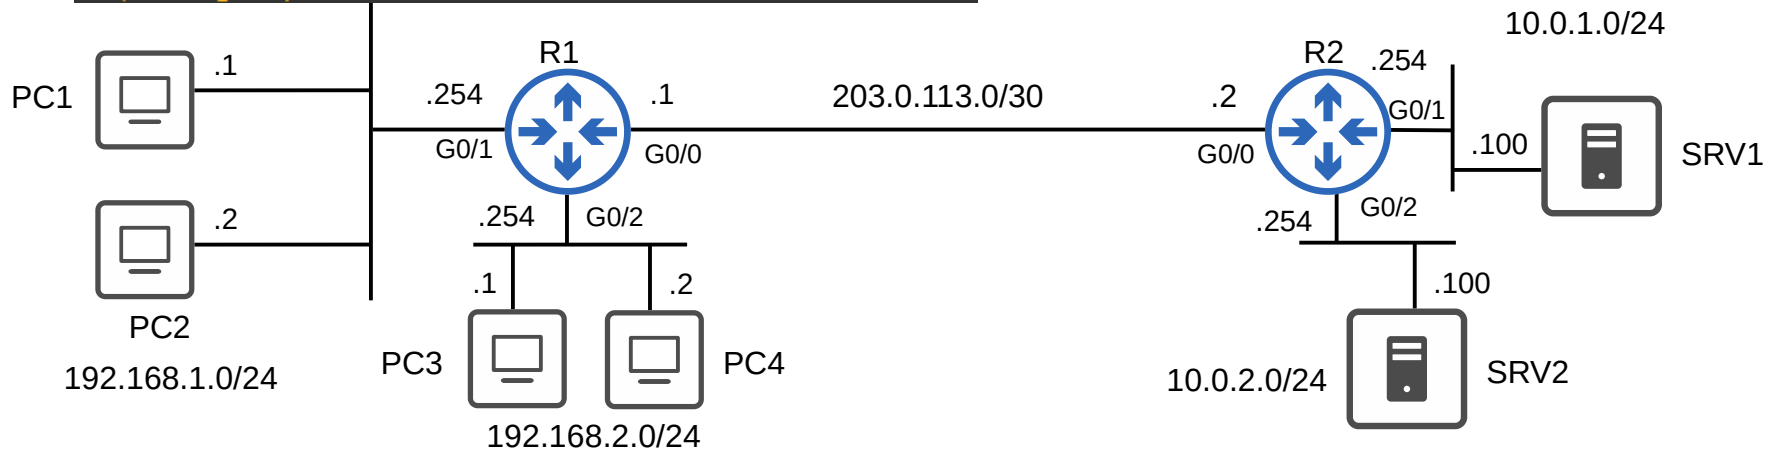 10.0.1.0/24
R1
R2
.254
PC1
.1
.254
.1
203.0.113.0/30
.2
G0/1
G0/1
G0/0
G0/0
.100
SRV1
PC2
.2
.254
G0/2
.254
G0/2
.1
.2
.100
192.168.1.0/24
PC3
PC4
10.0.2.0/24
SRV2
192.168.2.0/24